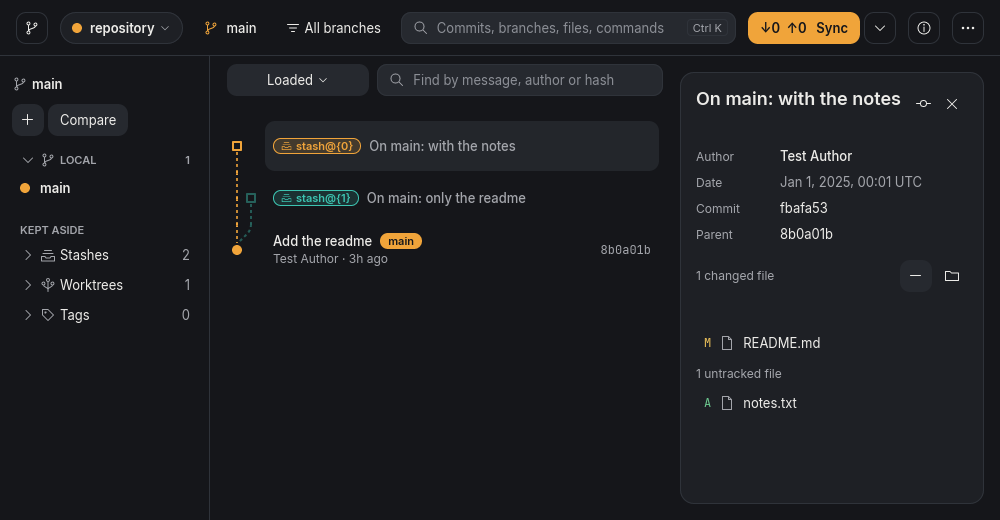 repository
main
All branches
Commits, branches, files, commands
Ctrl K
↓0 ↑0 Sync
main
Compare
LOCAL 1
main
KEPT ASIDE
Stashes 2
Worktrees 1
Tags 0
Loaded
Find by message, author or hash
stash@{0} On main: with the notes
stash@{1} On main: only the readme
Add the readme main
Test Author · 3h ago
8b0a01b
On main: with the notes
Author Test Author
Date Jan 1, 2025, 00:01 UTC
Commit fbafa53
Parent 8b0a01b
1 changed file
M README.md
1 untracked file
A notes.txt